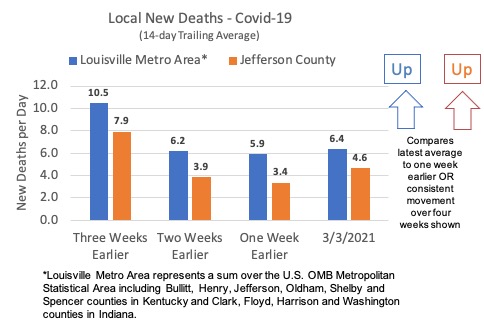 Local New Deaths - Covid-19
(14-day Trailing Average)
Louisville Metro Area* Jefferson County
Up Up
New Deaths per Day
12.0
10.0
8.0
6.0
4.0
2.0
0.0
10.5
7.9
6.2
3.9
5.9
3.4
6.4
4.6
Three Weeks Two Weeks One Week 3/3/2021
Earlier Earlier Earlier
Compares
latest average
to one week
earlier OR
consistent
movement
over four
weeks shown
*Louisville Metro Area represents a sum over the U.S. OMB Metropolitan
Statistical Area including Bullitt, Henry, Jefferson, Oldham, Shelby and
Spencer counties in Kentucky and Clark, Floyd, Harrison and Washington
counties in Indiana.